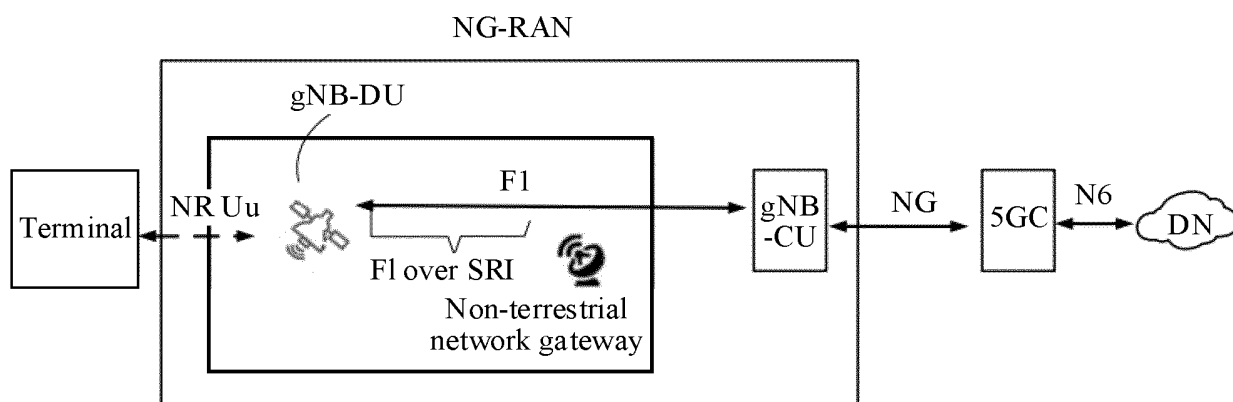 NG-RAN
gNB-DU
Terminal
NR Uu
F1
Fl over SRI
Non-terrestrial
network gateway
gNB
-CU
NG
5GC
N6
DN